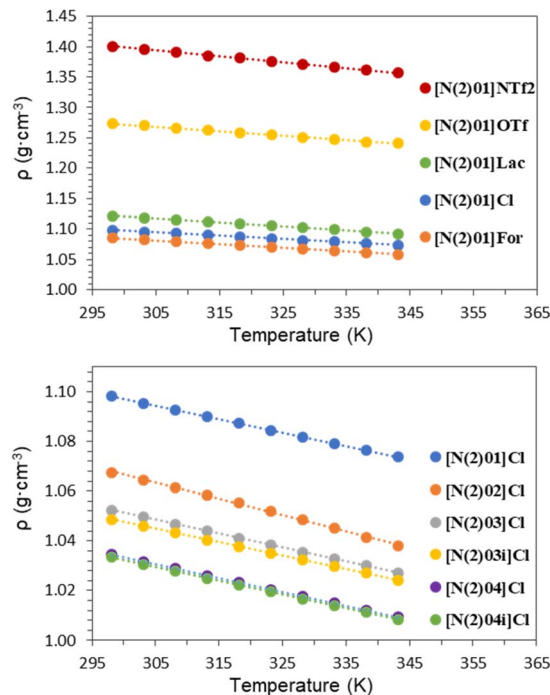 1.45
1.40
1.35
1.30
1.25
1.20
1.15
1.10
1.05
1.00
ρ (g·cm-3)
295 305 315 325 335 345 355 365
Temperature (K)
[N(2)01]NTf2
[N(2)01]OTf
[N(2)01]Lac
[N(2)01]Cl
[N(2)01]For
1.10
1.08
1.06
1.04
1.02
1.00
ρ (g·cm-3)
295 305 315 325 335 345 355 365
Temperature (K)
[N(2)01]Cl
[N(2)02]Cl
[N(2)03]Cl
[N(2)03i]Cl
[N(2)04]Cl
[N(2)04i]Cl